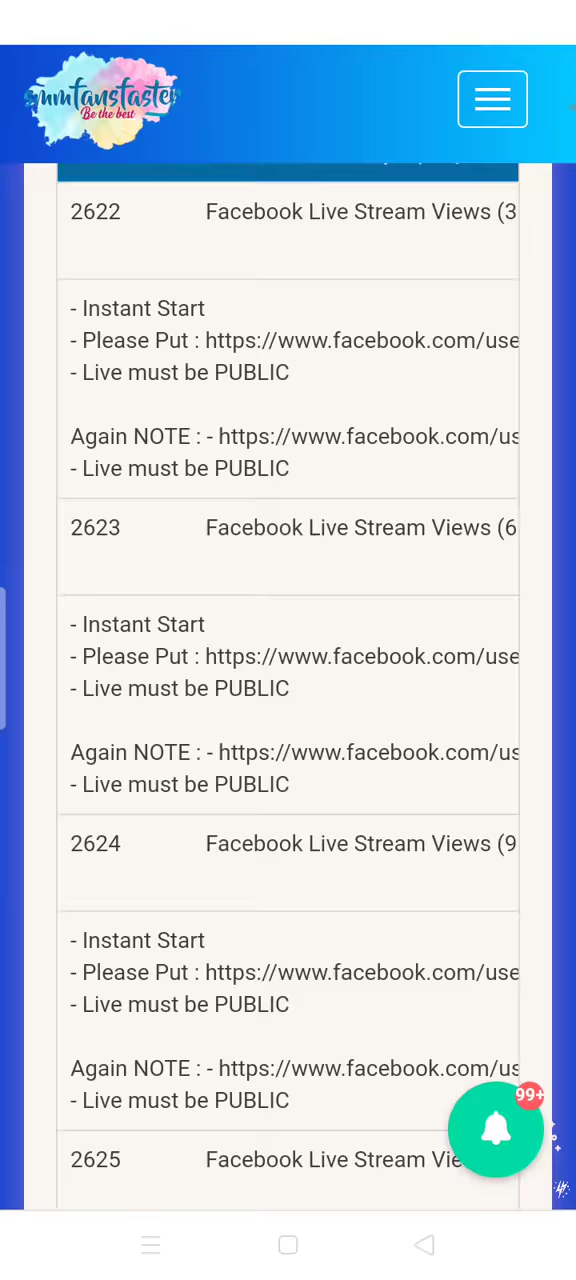 smmfansfaster
Be the best
2622 Facebook Live Stream Views (3
- Instant Start
- Please Put : https://www.facebook.com/use
- Live must be PUBLIC
Again NOTE : - https://www.facebook.com/us
- Live must be PUBLIC
2623 Facebook Live Stream Views (6
- Instant Start
- Please Put : https://www.facebook.com/use
- Live must be PUBLIC
Again NOTE : - https://www.facebook.com/us
- Live must be PUBLIC
2624 Facebook Live Stream Views (9
- Instant Start
- Please Put : https://www.facebook.com/use
- Live must be PUBLIC
Again NOTE : - https://www.facebook.com/us
- Live must be PUBLIC
99+
2625 Facebook Live Stream Vie